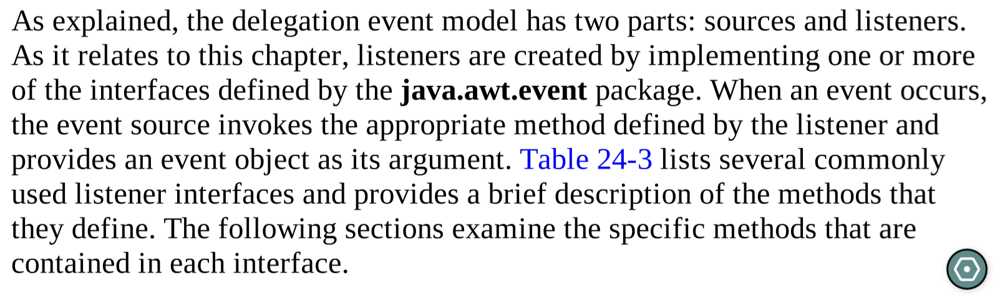 As explained, the delegation event model has two parts: sources and listeners.
As it relates to this chapter, listeners are created by implementing one or more
of the interfaces defined by the java.awt.event package. When an event occurs,
the event source invokes the appropriate method defined by the listener and
provides an event object as its argument. Table 24-3 lists several commonly
used listener interfaces and provides a brief description of the methods that
they define. The following sections examine the specific methods that are
contained in each interface.